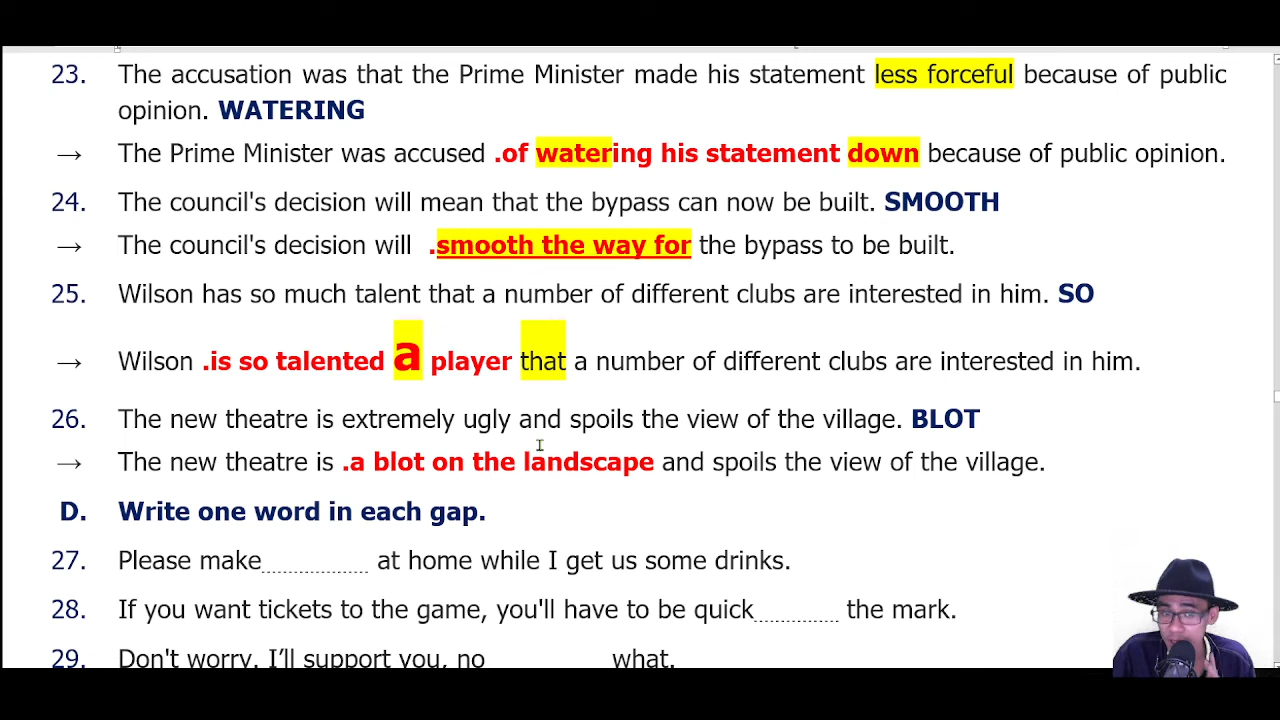 23. The accusation was that the Prime Minister made his statement less forceful because of public
opinion. WATERING
→ The Prime Minister was accused .of watering his statement down because of public opinion.
24. The council's decision will mean that the bypass can now be built. SMOOTH
→ The council's decision will .smooth the way for the bypass to be built.
25. Wilson has so much talent that a number of different clubs are interested in him. SO
→ Wilson .is so talented a player that a number of different clubs are interested in him.
26. The new theatre is extremely ugly and spoils the view of the village. BLOT
→ The new theatre is .a blot on the landscape and spoils the view of the village.
D. Write one word in each gap.
27. Please make............... at home while I get us some drinks.
28. If you want tickets to the game, you'll have to be quick............ the mark.
29. Don't worry. I'll support you, no what.